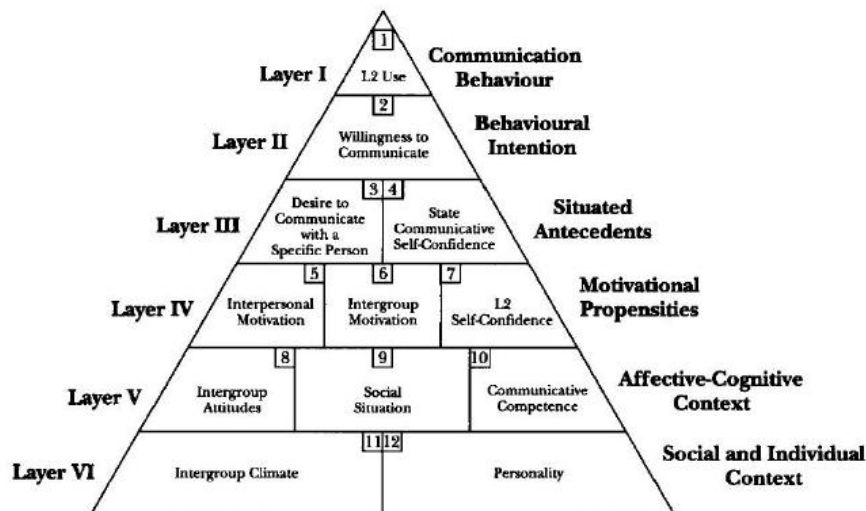 1
Communication
Behaviour
Layer I
L2 Use
2
Behavioural
Intention
Layer II
Willingness to
Communicate
3 4
Situated
Antecedents
Layer III
Desire to
Communicate
with a
Specific Person
State
Communicative
Self-Confidence
5 6 7
Motivational
Propensities
Layer IV
Interpersonal
Motivation
Intergroup
Motivation
L2
Self-Confidence
8 9 10
Affective-Cognitive
Context
Layer V
Intergroup
Attitudes
Social
Situation
Communicative
Competence
11 12
Social and Individual
Context
Layer VI
Intergroup Climate
Personality